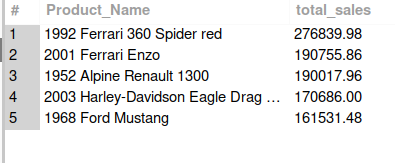 # Product_Name total_sales
1 1992 Ferrari 360 Spider red 276839.98
2 2001 Ferrari Enzo 190755.86
3 1952 Alpine Renault 1300 190017.96
4 2003 Harley-Davidson Eagle Drag ... 170686.00
5 1968 Ford Mustang 161531.48